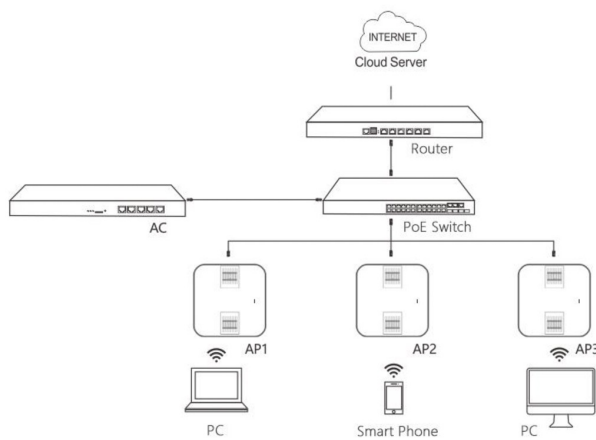 INTERNET
Cloud Server
Router
AC
PoE Switch
AP1
AP2
AP3
PC
Smart Phone
PC